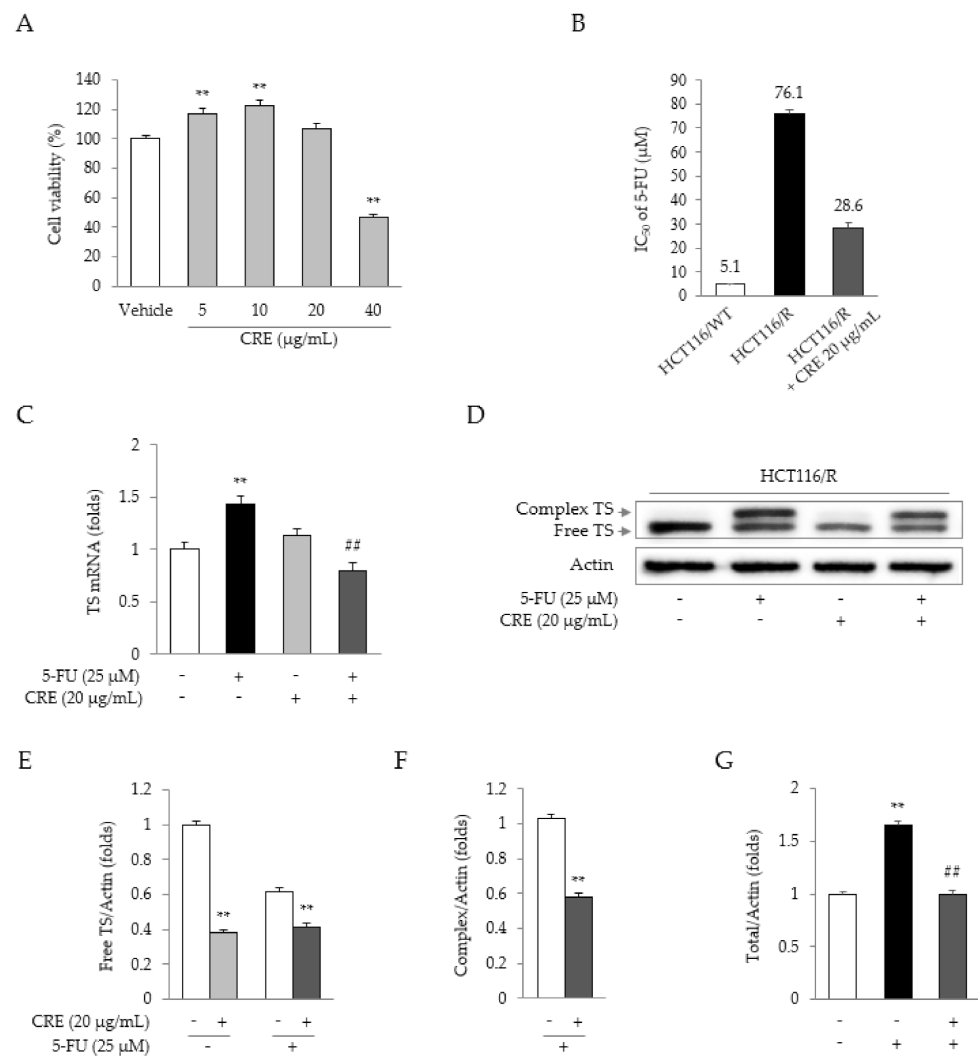 A
Cell viability (%)
140
120
100
80
60
40
20
0
**
**
**
Vehicle 5 10 20 40
CRE (μg/mL)
B
IC50 of 5-FU (μM)
90
80
70
60
50
40
30
20
10
0
5.1
76.1
28.6
HCT116/WT
HCT116/R
HCT116/R
+ CRE 20 μg/mL
C
TS mRNA (folds)
2
1.5
1
0.5
0
**
##
5-FU (25 μM) - + - +
CRE (20 μg/mL) - - + +
D
HCT116/R
Complex TS
Free TS
Actin
5-FU (25 μM) - + - +
CRE (20 μg/mL) - - + +
E
Free TS/Actin (folds)
1.2
1
0.8
0.6
0.4
0.2
0
**
**
CRE (20 μg/mL) - + - +
5-FU (25 μM) - +
F
Complex/Actin (folds)
1.2
1
0.8
0.6
0.4
0.2
0
**
- +
+
G
Total/Actin (folds)
2
1.5
1
0.5
0
**
##
- - +
- + +